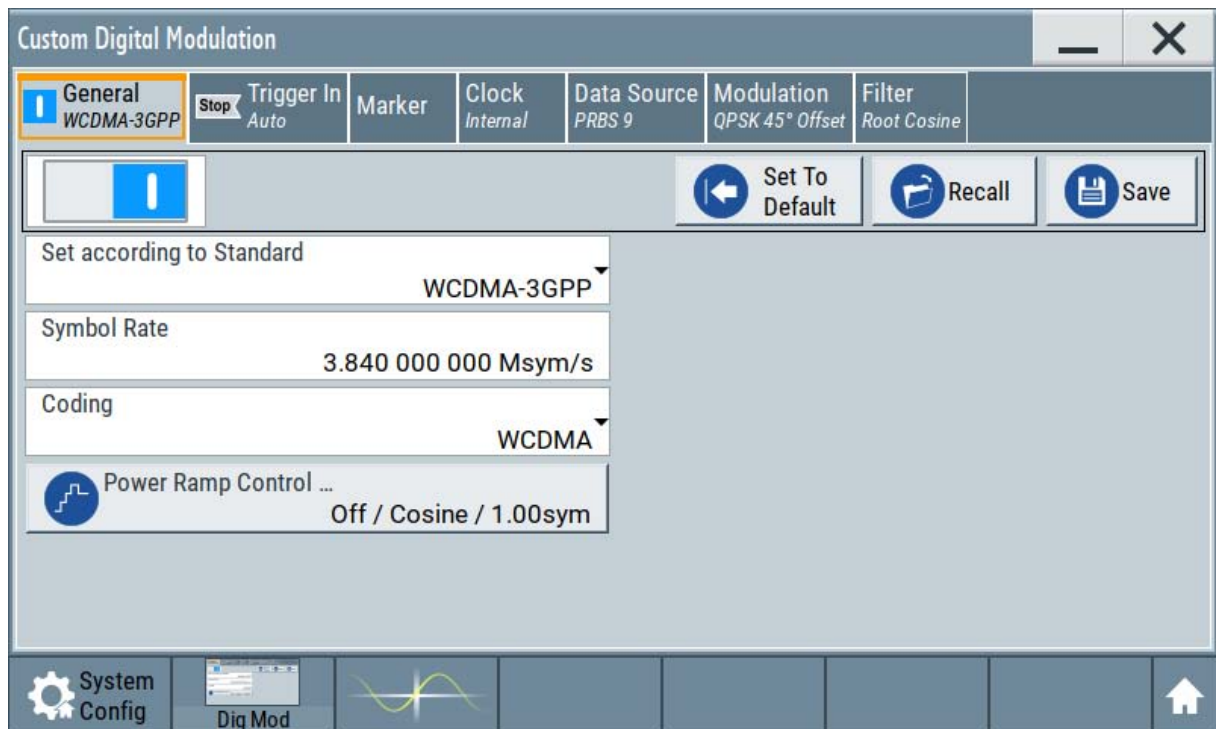 Custom Digital Modulation
General
WCDMA-3GPP
Stop
Trigger In
Auto
Marker
Clock
Internal
Data Source
PRBS 9
Modulation
QPSK 45° Offset
Filter
Root Cosine
Set To
Default
Recall
Save
Set according to Standard
WCDMA-3GPP
Symbol Rate
3.840 000 000 Msym/s
Coding
WCDMA
Power Ramp Control ...
Off / Cosine / 1.00sym
System
Config
Dig Mod